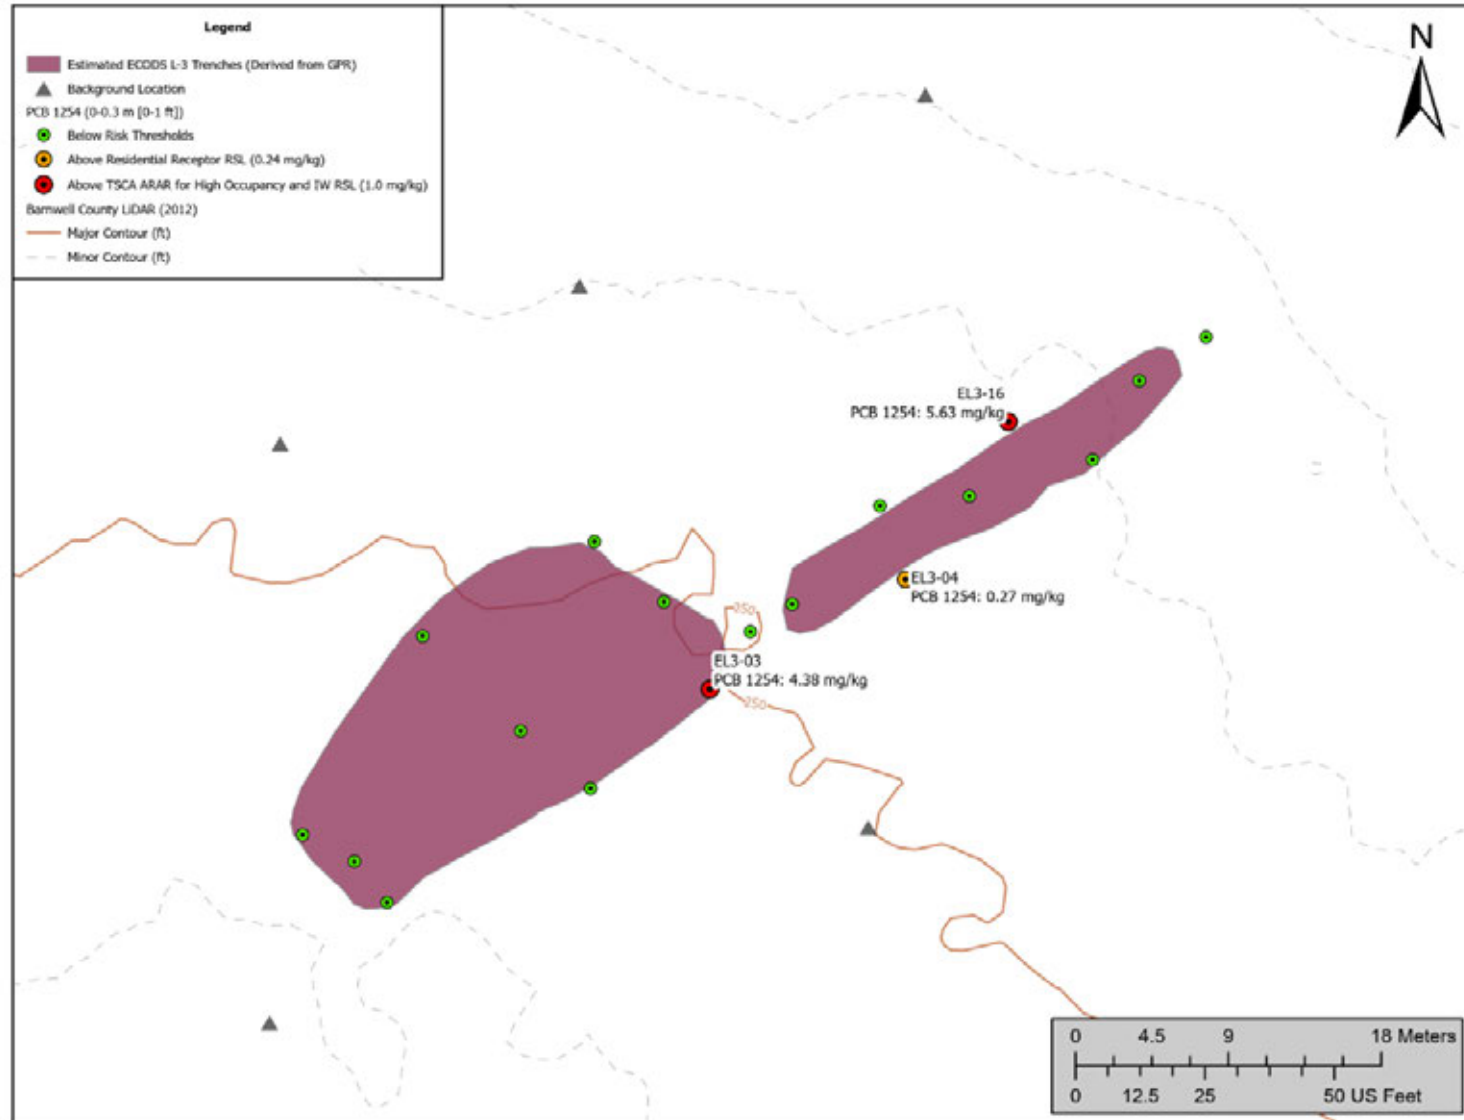 Legend
Estimated ECODS L-3 Trenches (Derived from GPR)
Background Location
PCB 1254 (0-0.3 m [0-1 ft])
Below Risk Thresholds
Above Residential Receptor RSL (0.24 mg/kg)
Above TSCA ARAR for High Occupancy and IW RSL (1.0 mg/kg)
Barnwell County LiDAR (2012)
Major Contour (ft)
Minor Contour (ft)
N
EL3-16
PCB 1254: 5.63 mg/kg
EL3-04
PCB 1254: 0.27 mg/kg
250
EL3-03
PCB 1254: 4.38 mg/kg
250
0 4.5 9 18 Meters
0 12.5 25 50 US Feet